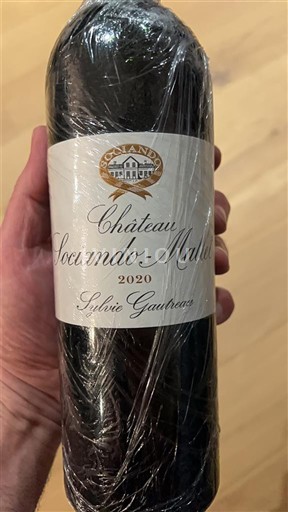 SOCIANDO
Château
Sociando-Mallet
2020
Sylvie Gautreau